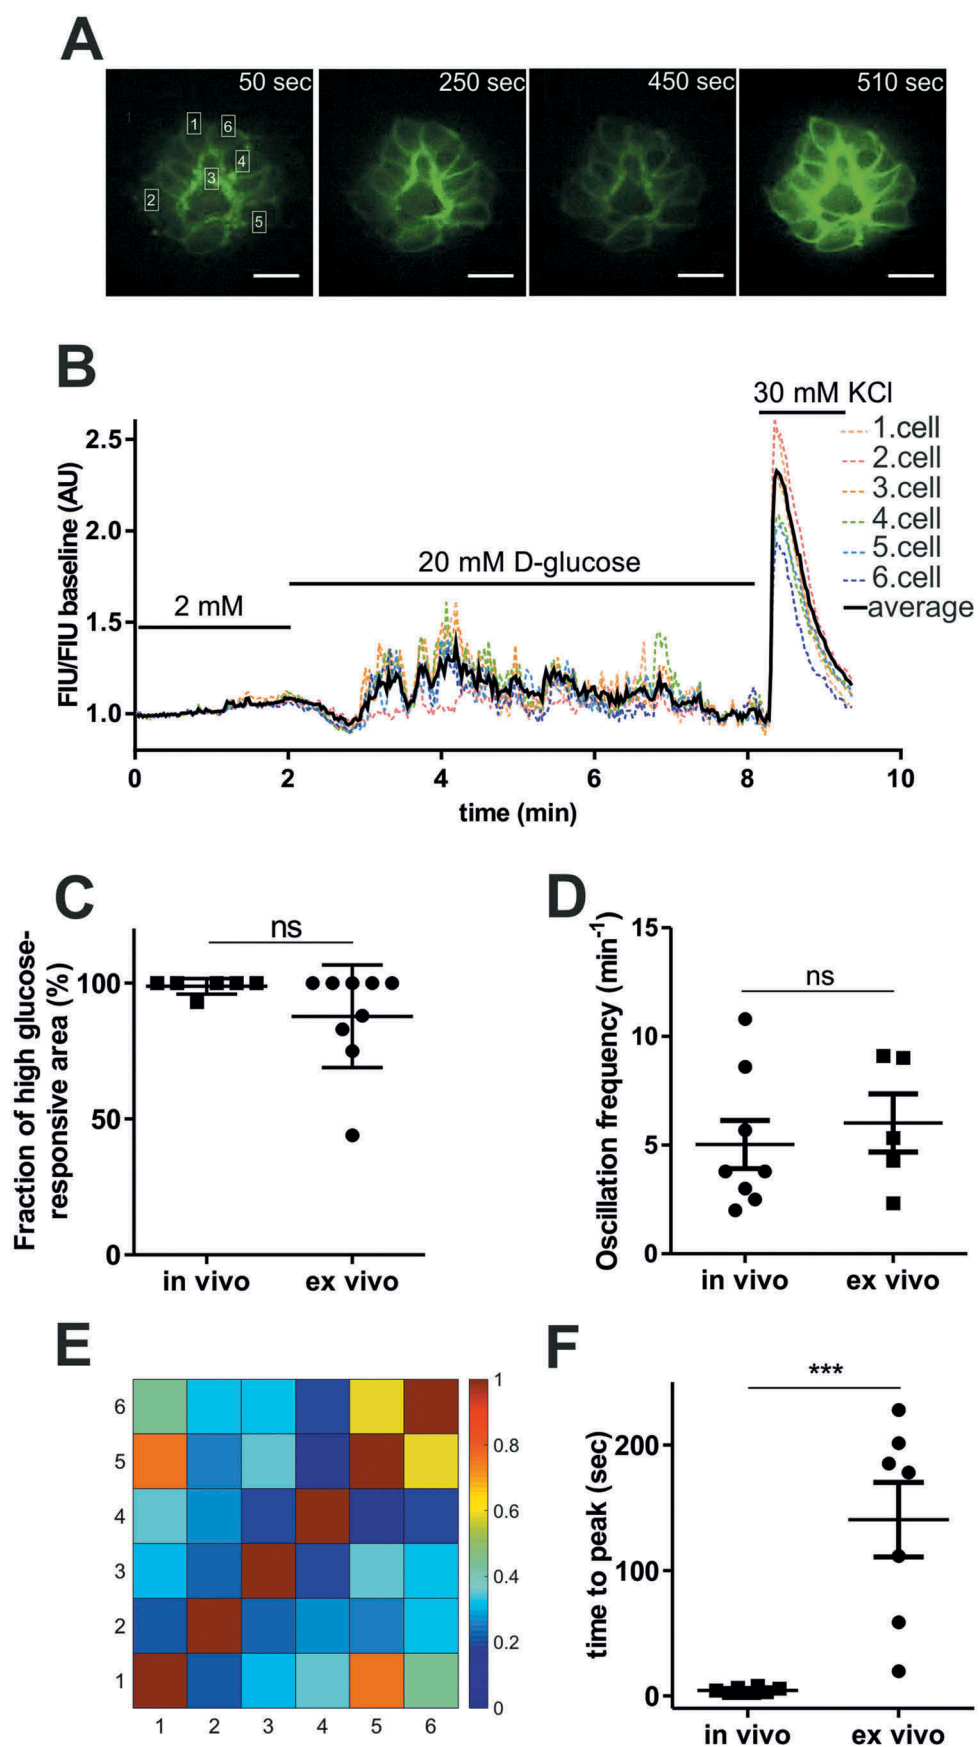 A
50 sec
250 sec
450 sec
510 sec
1
6
4
3
2
5
B
30 mM KCl
1.cell
2.cell
3.cell
4.cell
5.cell
6.cell
average
20 mM D-glucose
2 mM
FIU/FIU baseline (AU)
2.5
2.0
1.5
1.0
0
2
4
6
8
10
time (min)
C
ns
Fraction of high glucose-
responsive area (%)
100
50
0
in vivo
ex vivo
D
ns
Oscillation frequency (min⁻¹)
15
10
5
0
in vivo
ex vivo
E
6
5
4
3
2
1
1
2
3
4
5
6
1
0.8
0.6
0.4
0.2
0
F
***
time to peak (sec)
200
100
0
in vivo
ex vivo